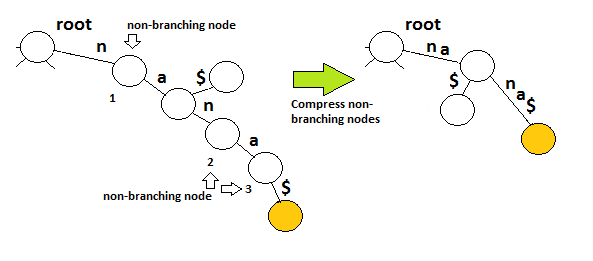 root
non-branching node
n
1
a
$
n
2
a
non-branching node
3
$
Compress non-
branching nodes
root
n a
$
n
a
$